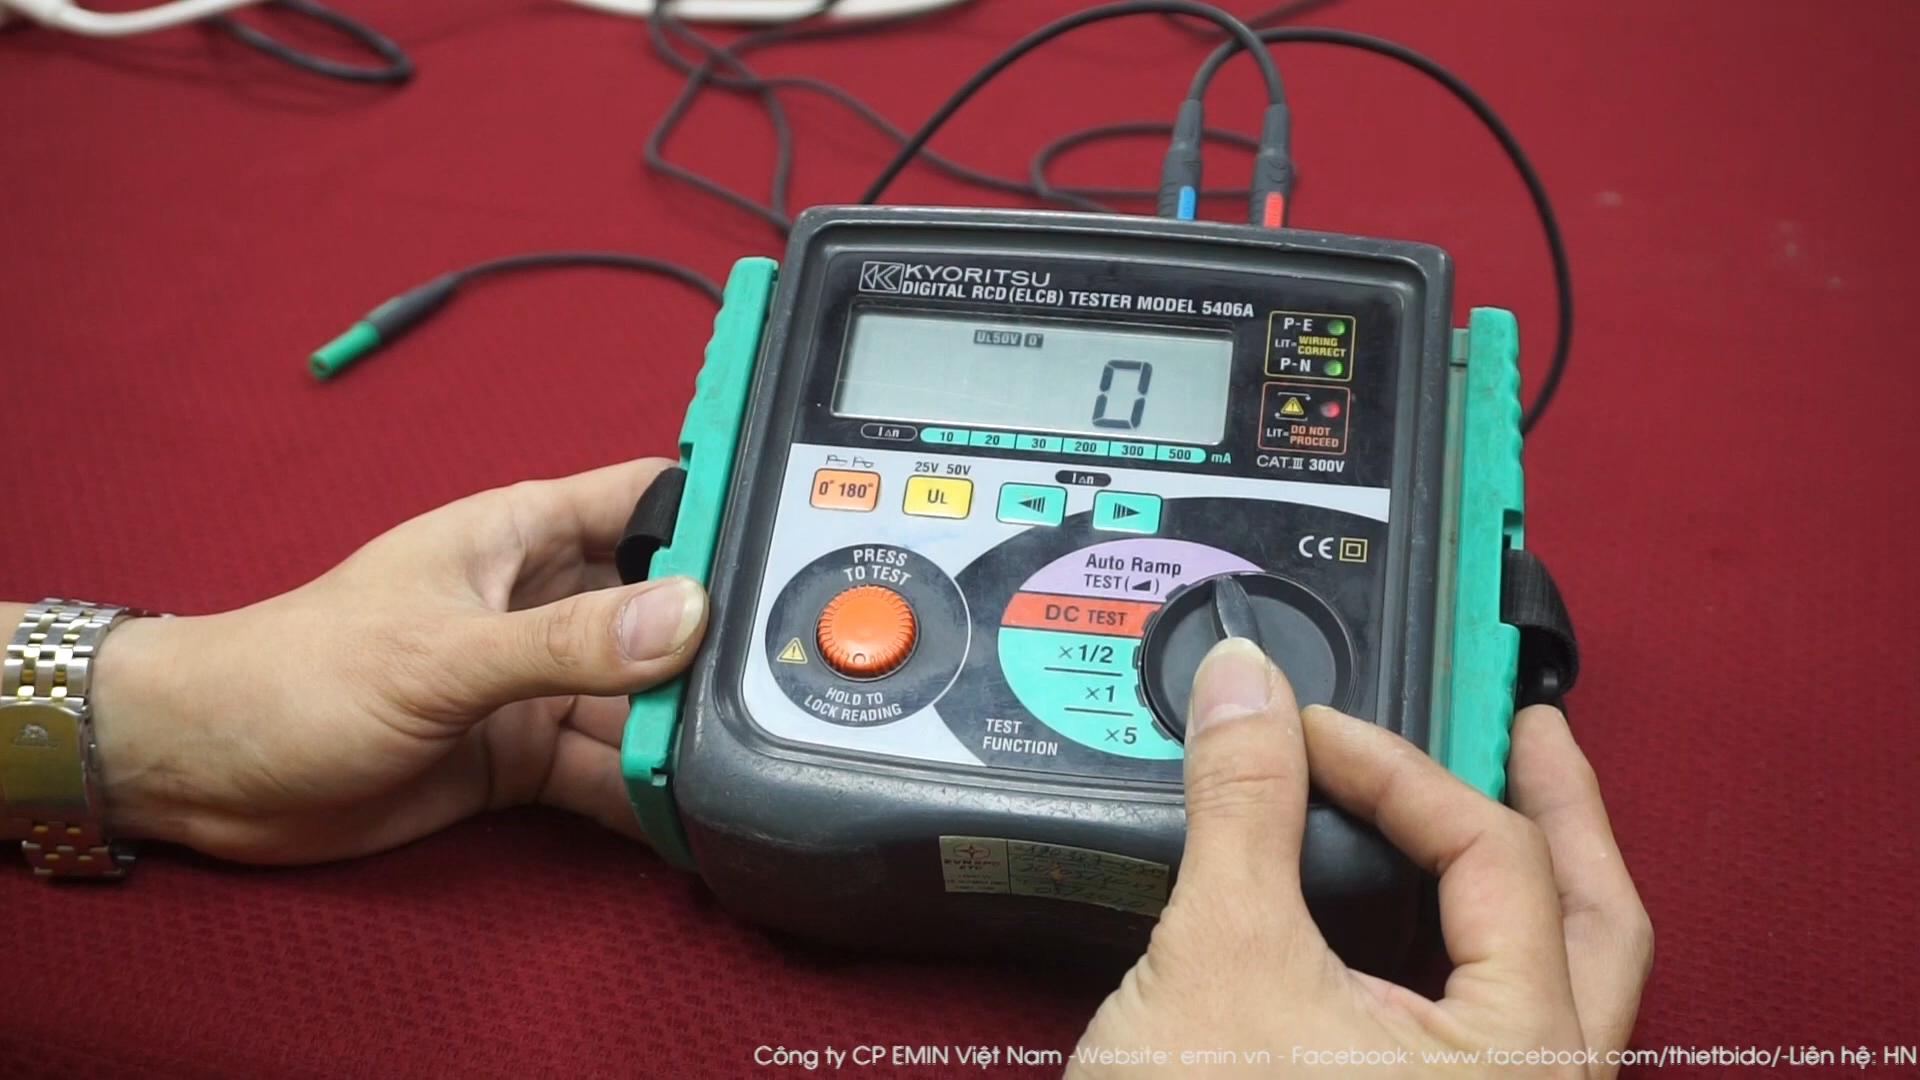 KYORITSU
DIGITAL RCD (ELCB) TESTER MODEL 5406A
UL50V 0°
0
P-E
LIT= WIRING CORRECT
P-N
LIT= DO NOT PROCEED
CAT.III 300V
I△n 10 20 30 200 300 500 mA
25V 50V
I△n
0° 180°
UL
CE
PRESS
TO TEST
HOLD TO
LOCK READING
Auto Ramp
TEST(◢)
DC TEST
×1/2
×1
×5
TEST
FUNCTION
Công ty CP EMIN Việt Nam -Website: emin.vn - Facebook: www.facebook.com/thietbido/-Liên hệ: HN